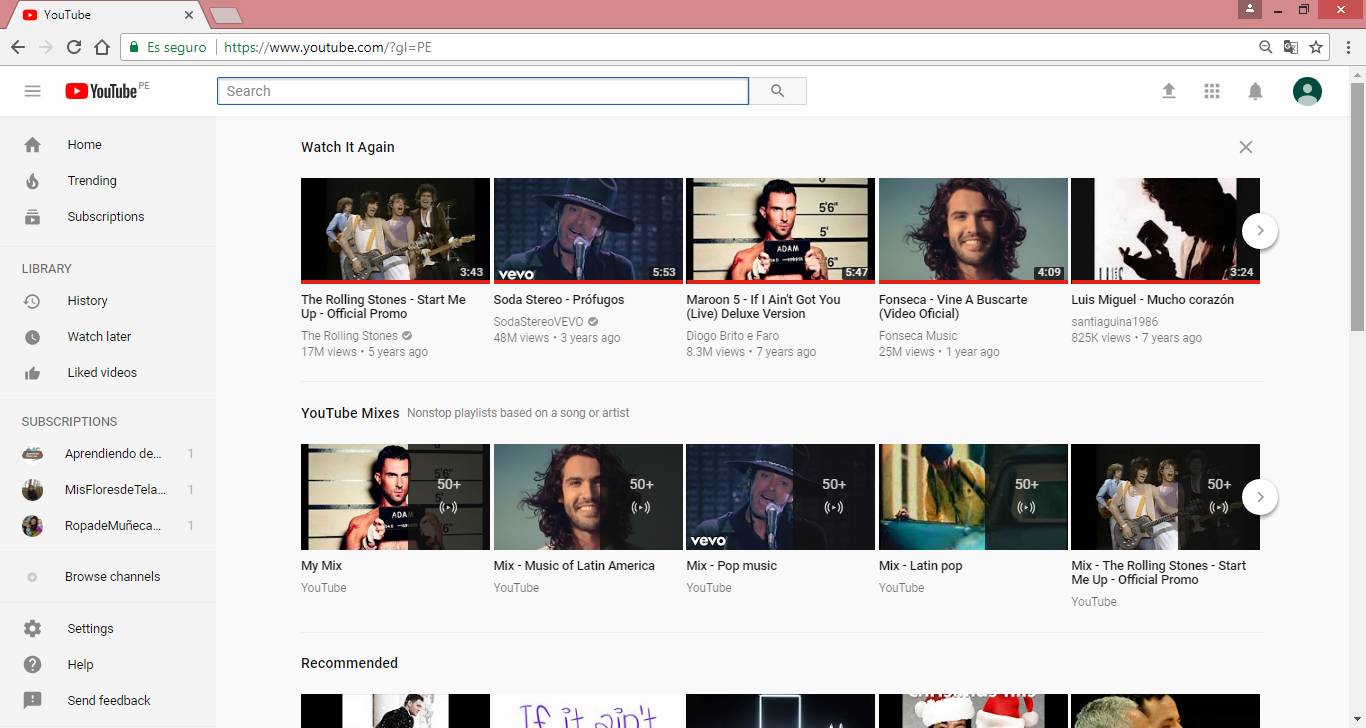 YouTube
Es seguro
https://www.youtube.com/?gl=PE
YouTube PE
Search
Home
Trending
Subscriptions
LIBRARY
History
Watch later
Liked videos
SUBSCRIPTIONS
Aprendiendo de... 1
MisFloresdeTela... 1
RopadeMuñeca... 1
Browse channels
Settings
Help
Send feedback
Watch It Again
3:43
The Rolling Stones - Start Me
Up - Official Promo
The Rolling Stones
17M views • 5 years ago
vevo
5:53
Soda Stereo - Prófugos
SodaStereoVEVO
48M views • 3 years ago
5'6"
5'
ADAM
5:47
Maroon 5 - If I Ain't Got You
(Live) Deluxe Version
Diogo Brito e Faro
8.3M views • 7 years ago
4:09
Fonseca - Vine A Buscarte
(Video Oficial)
Fonseca Music
25M views • 1 year ago
3:24
Luis Miguel - Mucho corazón
santiaguina1986
825K views • 7 years ago
YouTube Mixes Nonstop playlists based on a song or artist
5'6"
50+
ADA
My Mix
YouTube
50+
Mix - Music of Latin America
YouTube
50+
vevo
Mix - Pop music
YouTube
50+
Mix - Latin pop
YouTube
50+
Mix - The Rolling Stones - Start
Me Up - Official Promo
YouTube
Recommended
If it ain't